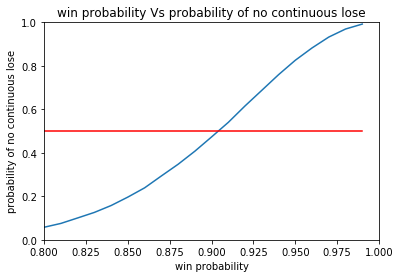 win probability Vs probability of no continuous lose
1.0
0.8
0.6
0.4
0.2
0.0
probability of no continuous lose
0.800 0.825 0.850 0.875 0.900 0.925 0.950 0.975 1.000
win probability